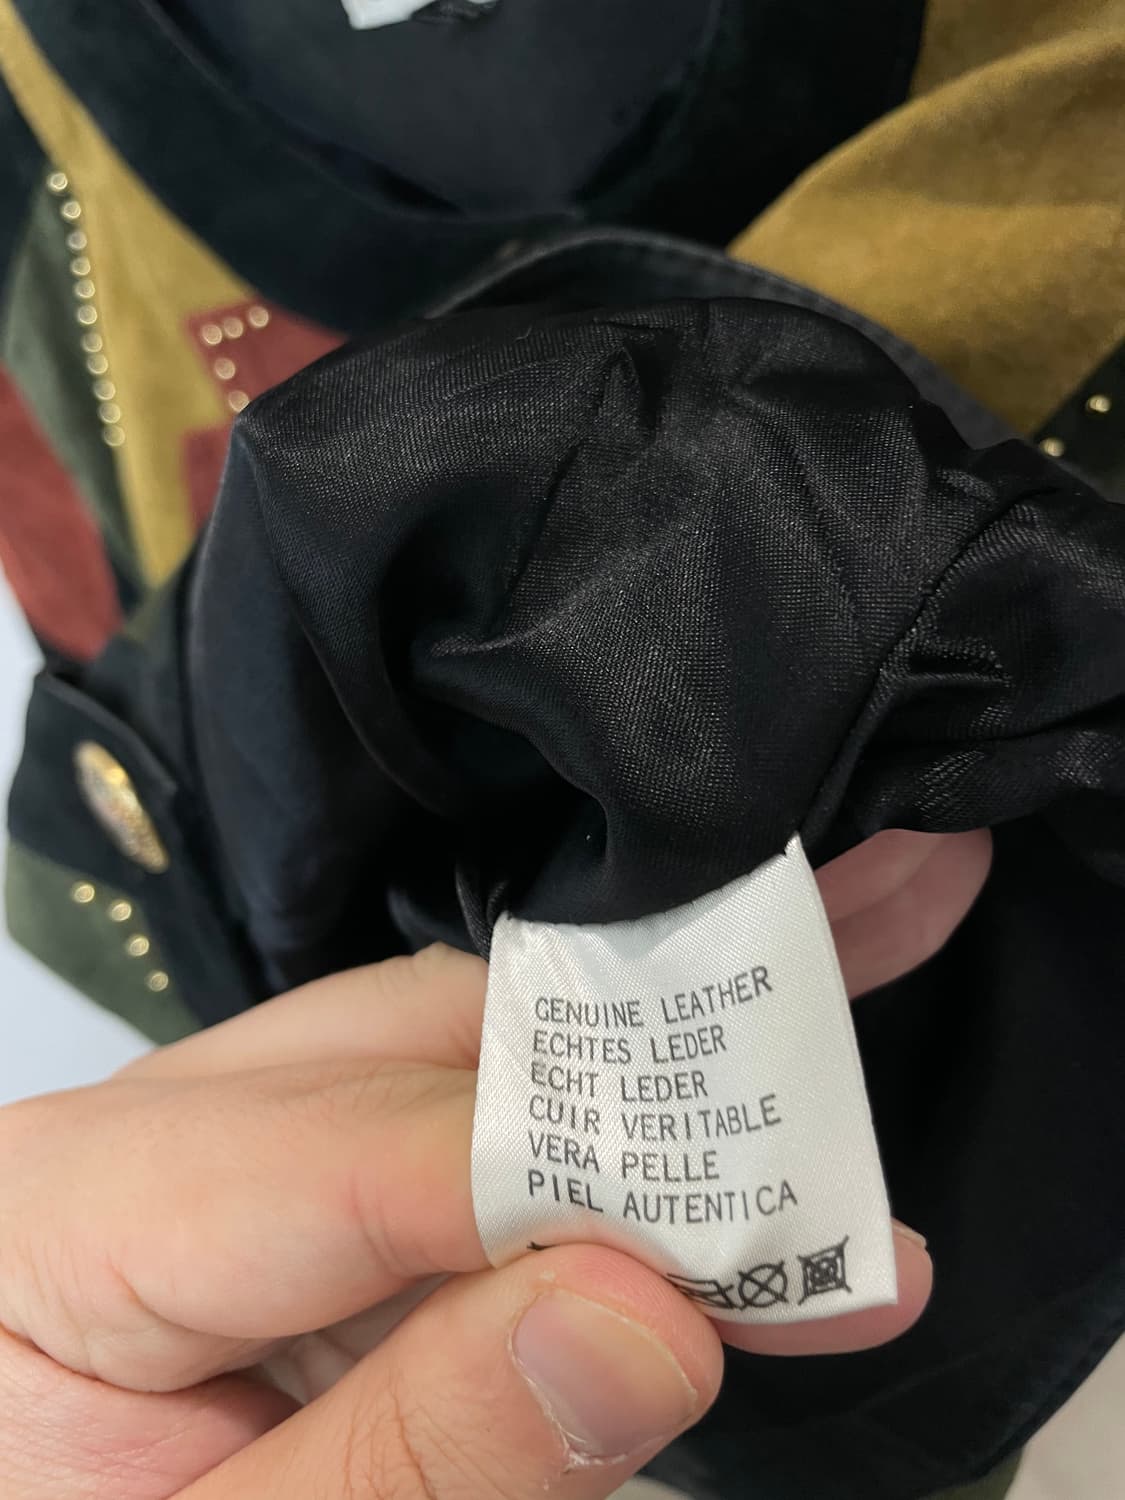 GENUINE LEATHER
ECHTES LEDER
ECHT LEDER
CUIR VERITABLE
VERA PELLE
PIEL AUTENTICA